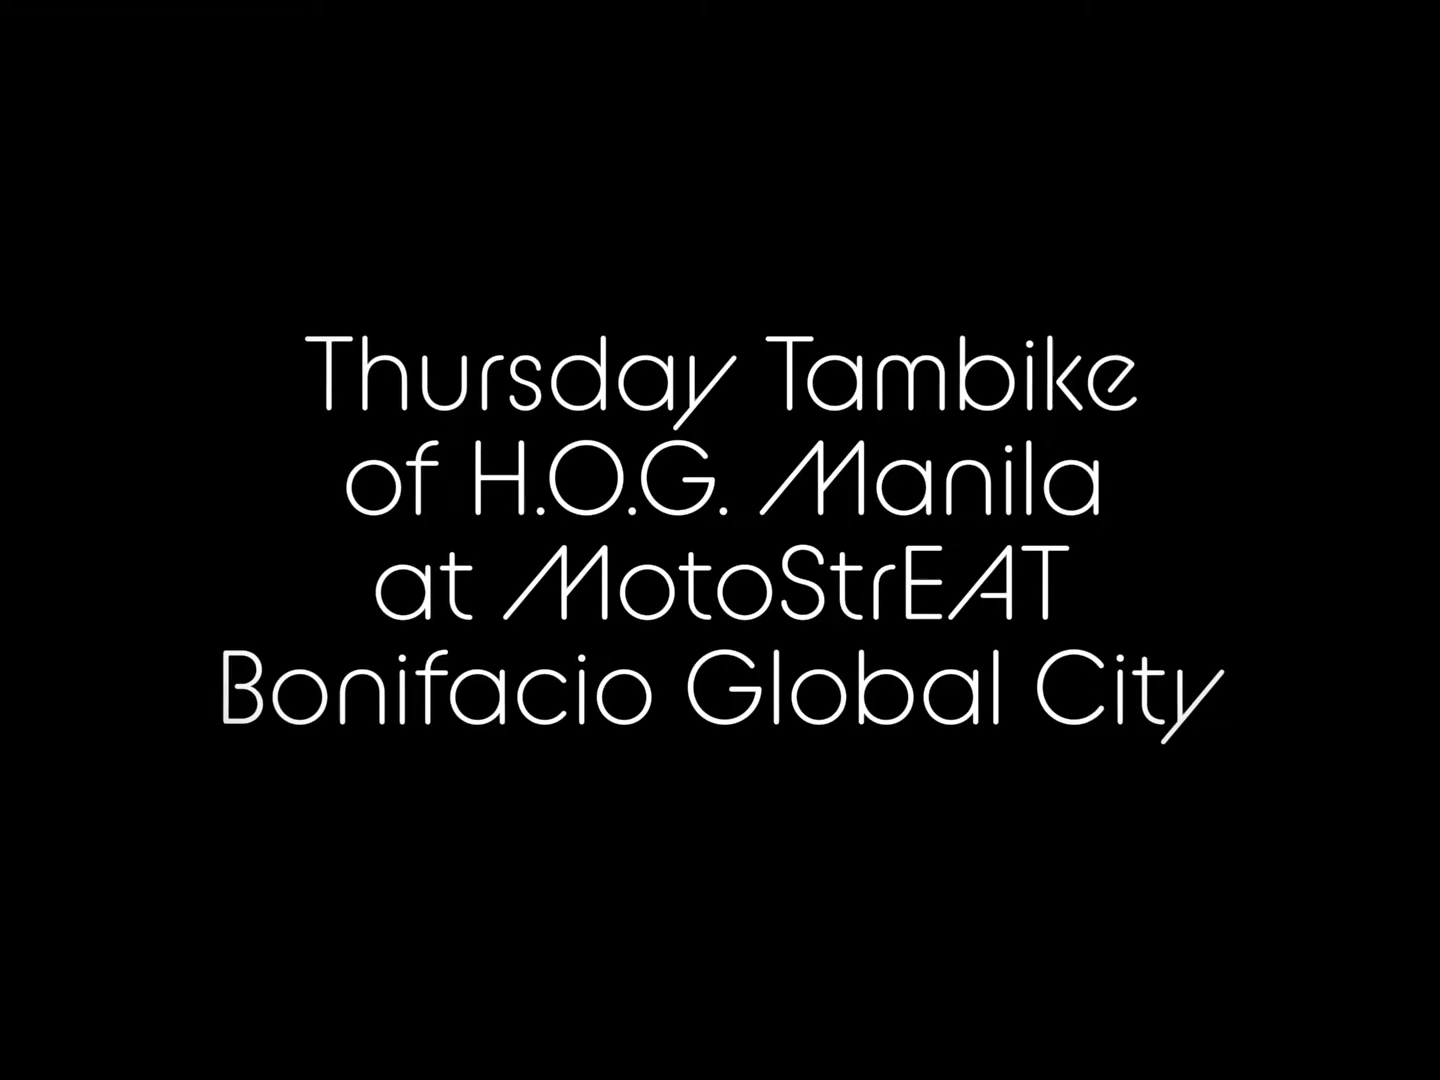 Thursday Tambike
of H.O.G. Manila
at MotoStrEAT
Bonifacio Global City